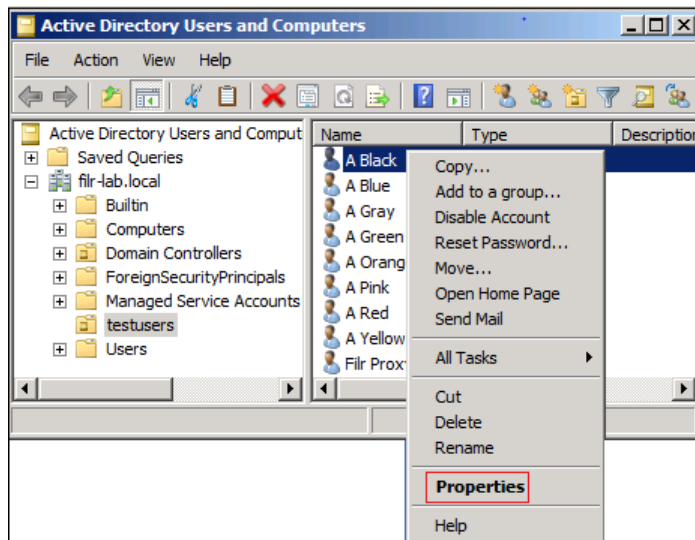 Active Directory Users and Computers
File Action View Help
Active Directory Users and Comput
Saved Queries
filr-lab.local
Builtin
Computers
Domain Controllers
ForeignSecurityPrincipals
Managed Service Accounts
testusers
Users
Name Type Description
A Black
A Blue
A Gray
A Green
A Orang
A Pink
A Red
A Yellow
Filr Prox
Copy...
Add to a group...
Disable Account
Reset Password...
Move...
Open Home Page
Send Mail
All Tasks
Cut
Delete
Rename
Properties
Help